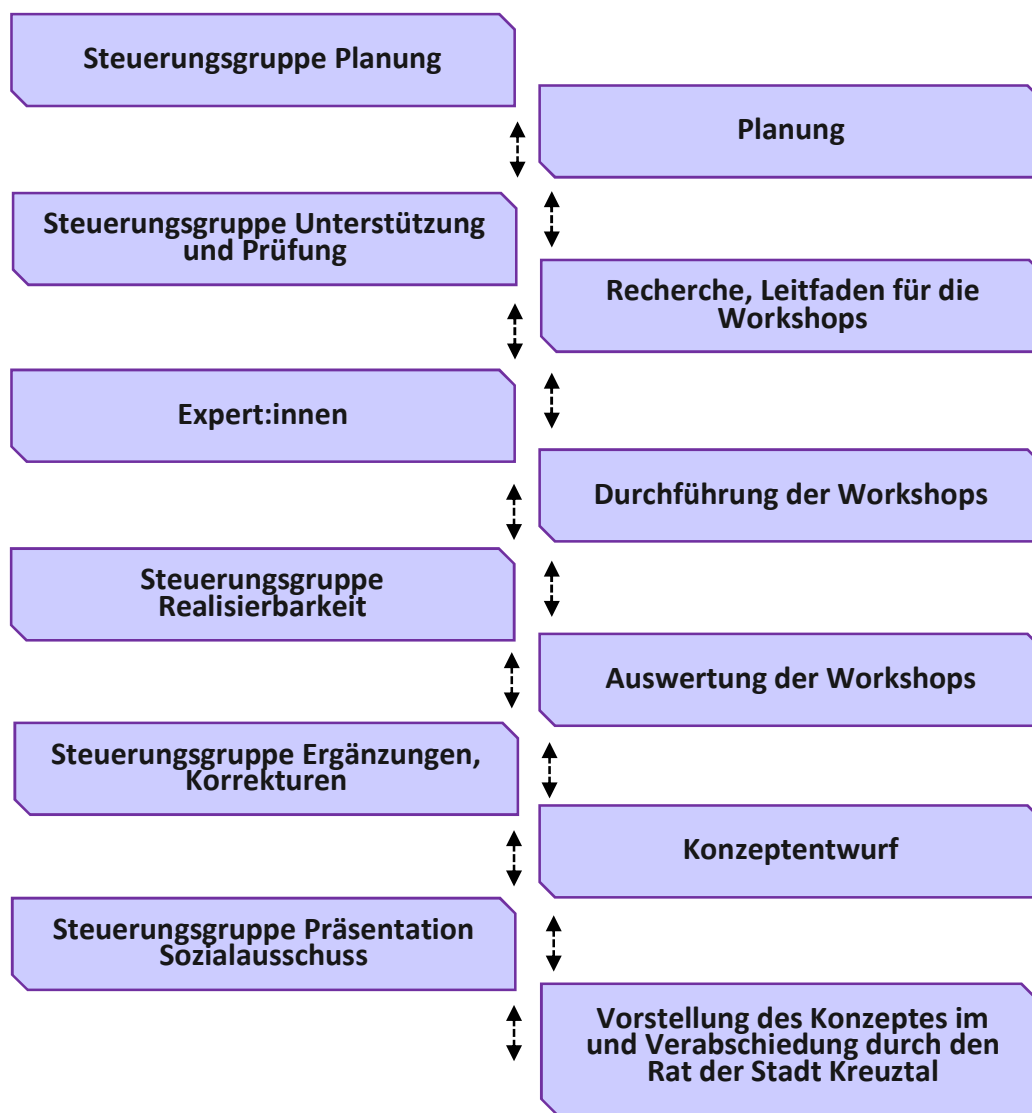 Steuerungsgruppe Planung
Planung
Steuerungsgruppe Unterstützung
und Prüfung
Recherche, Leitfaden für die
Workshops
Expert:innen
Durchführung der Workshops
Steuerungsgruppe
Realisierbarkeit
Auswertung der Workshops
Steuerungsgruppe Ergänzungen,
Korrekturen
Konzeptentwurf
Steuerungsgruppe Präsentation
Sozialausschuss
Vorstellung des Konzeptes im
und Verabschiedung durch den
Rat der Stadt Kreuztal